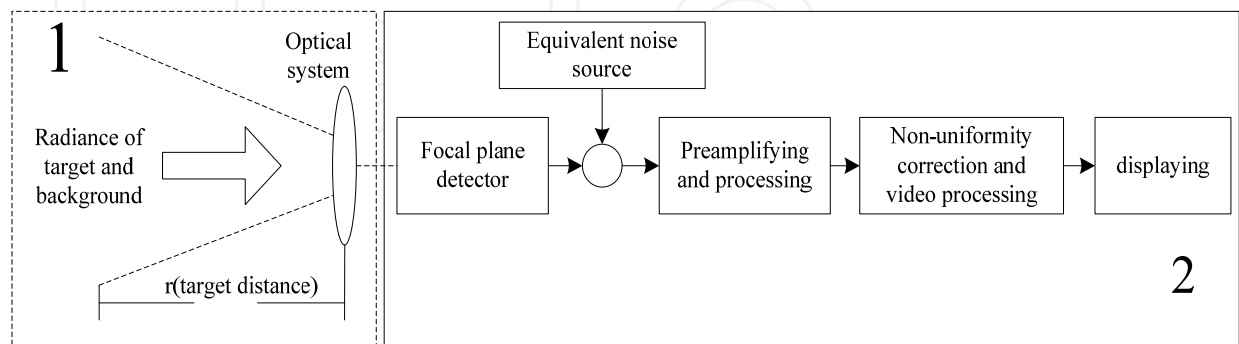 1
Optical
system
Radiance of
target and
background
r(target distance)
Equivalent noise
source
Focal plane
detector
Preamplifying
and processing
Non-uniformity
correction and
video processing
displaying
2